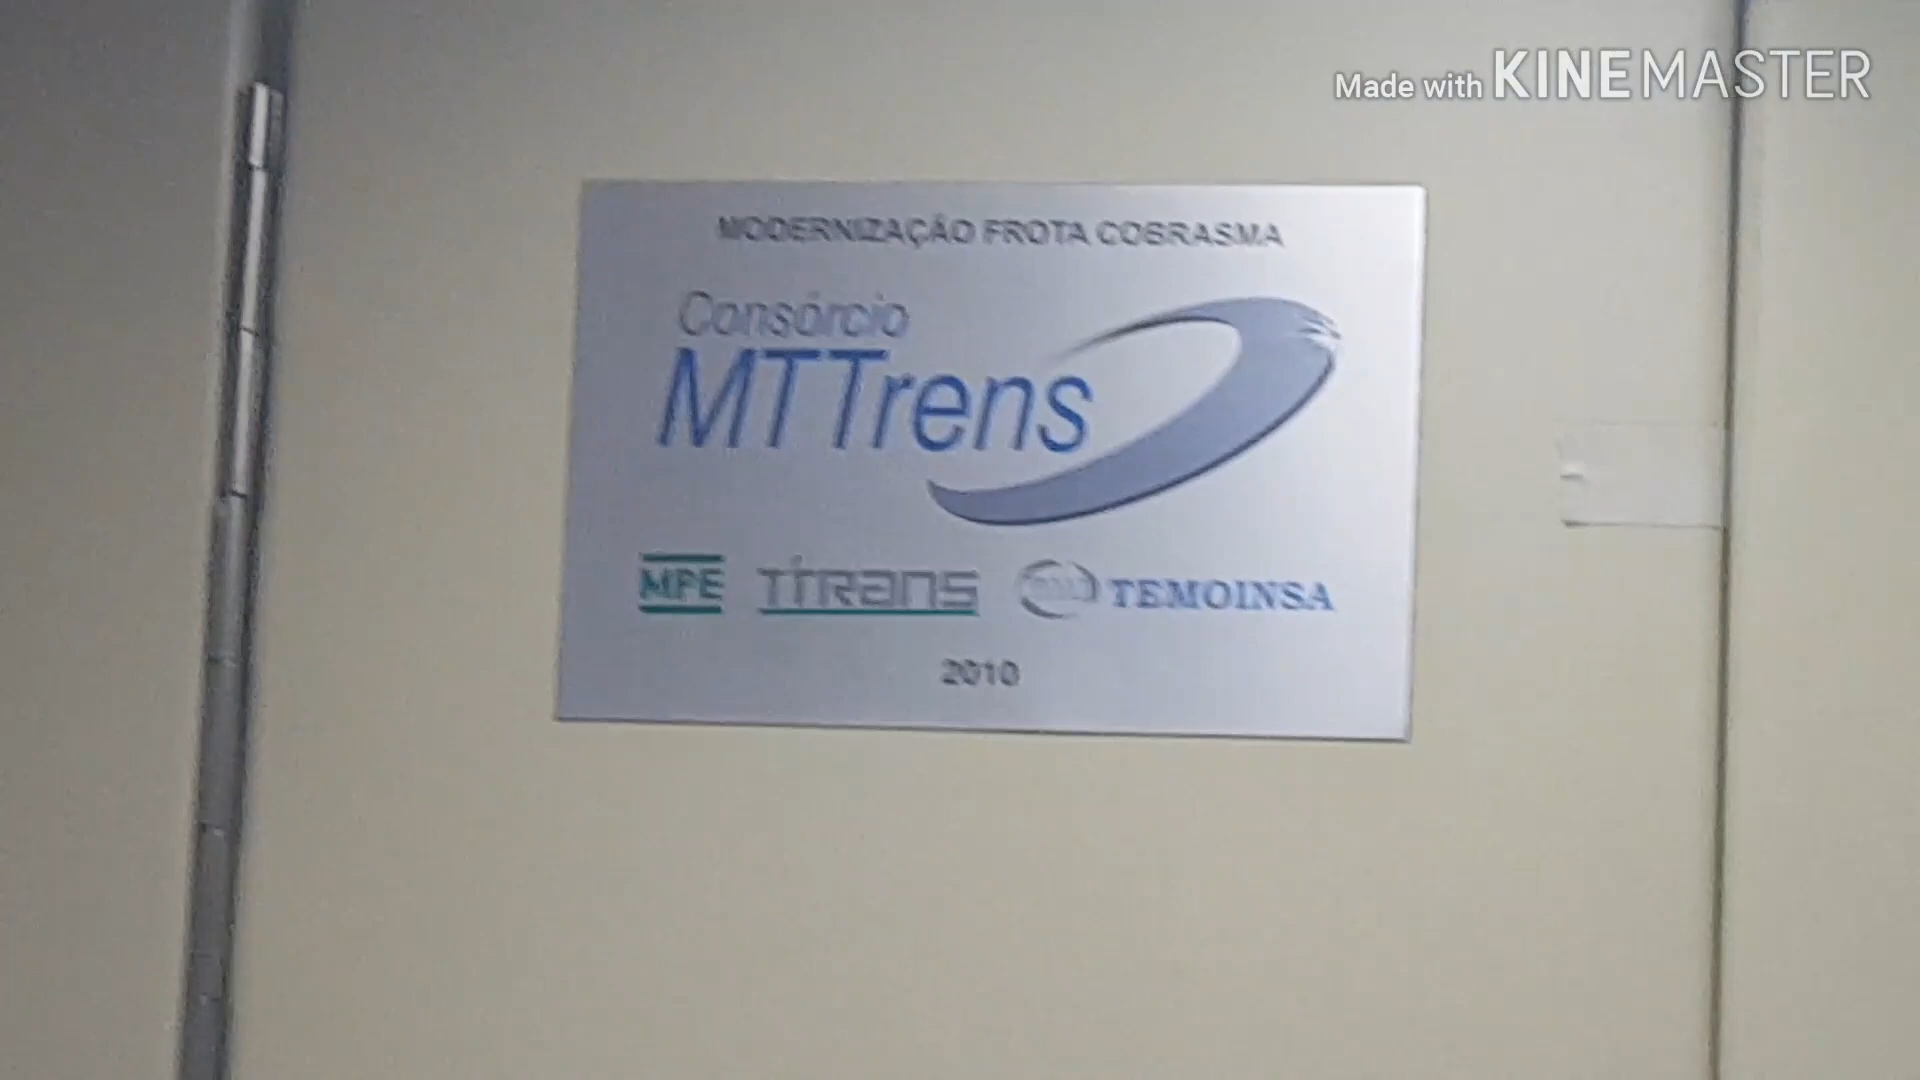 Made with KINEMASTER
MODERNIZAÇÃO FROTA COBRASMA
Consórcio
MTTrens
MPE TTRANS TEMOINSA
2010